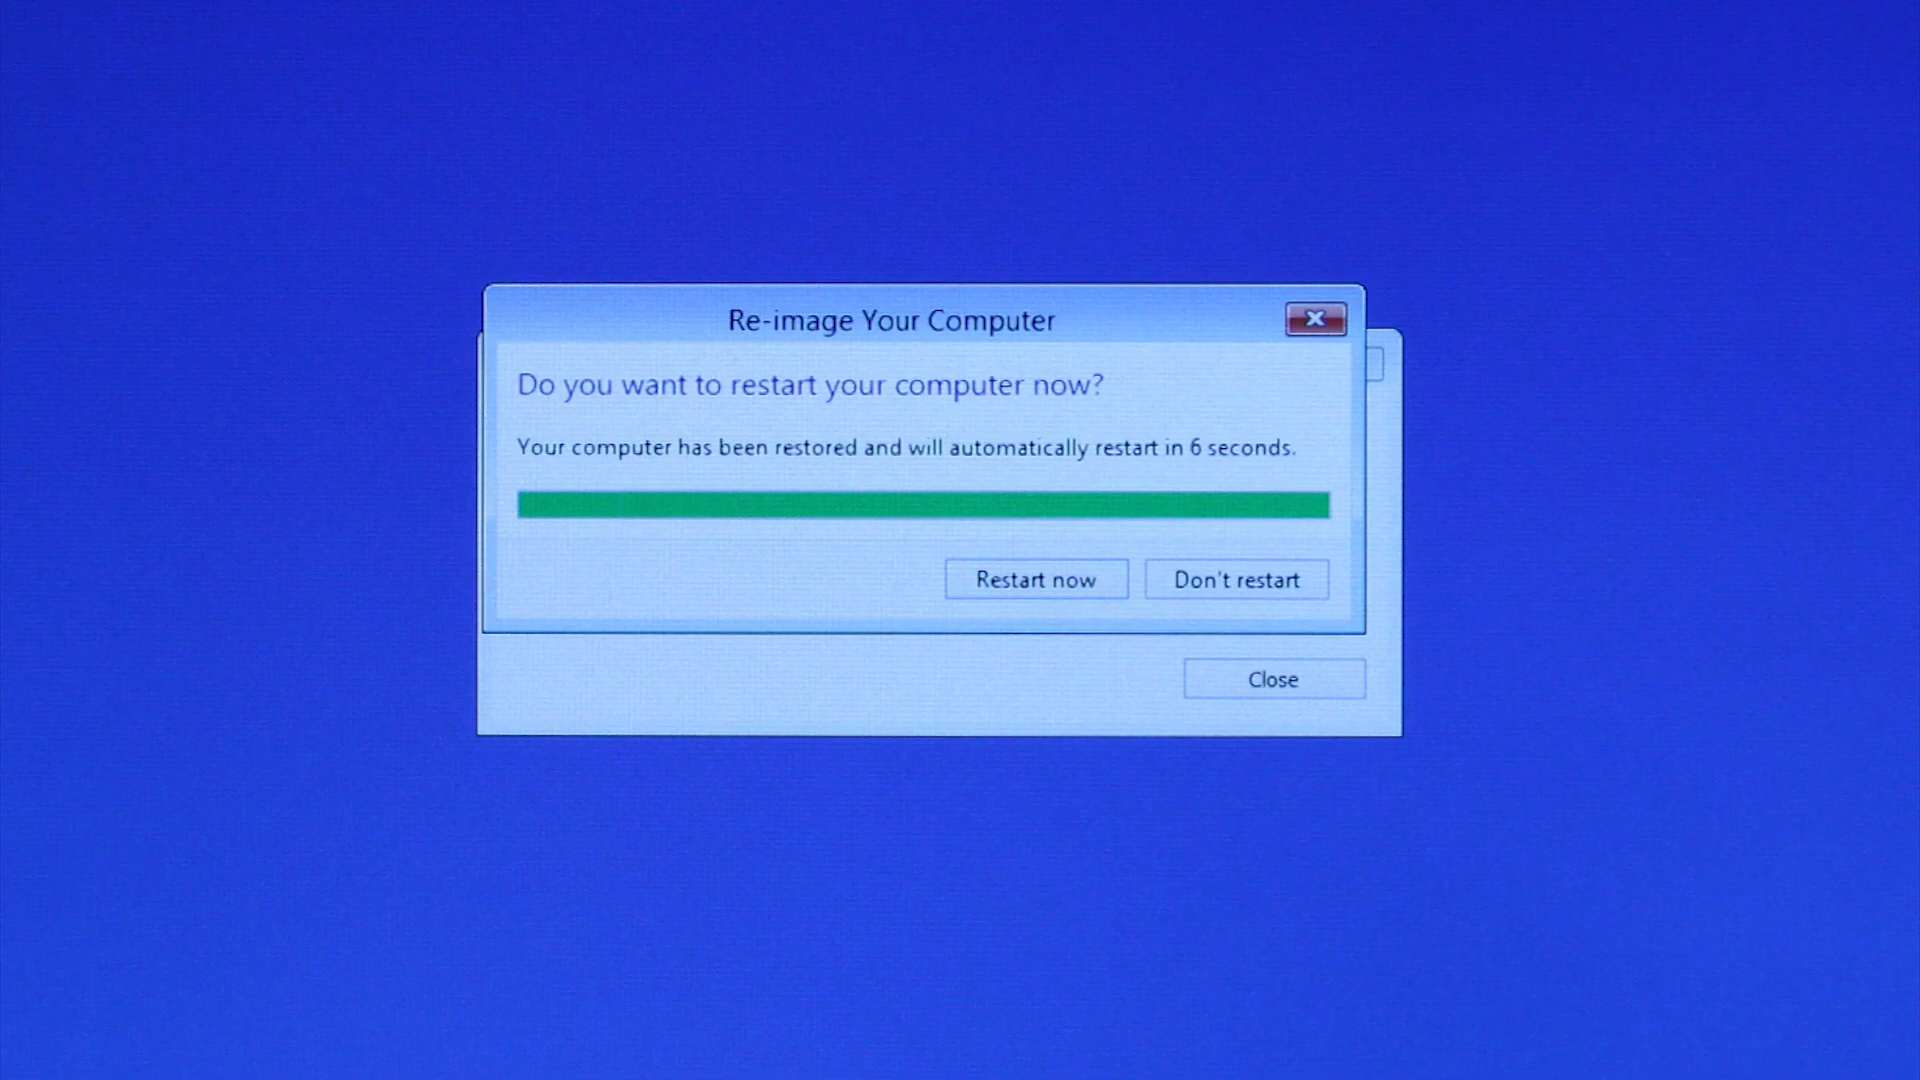 Re-image Your Computer
Do you want to restart your computer now?
Your computer has been restored and will automatically restart in 6 seconds.
Restart now
Don't restart
Close